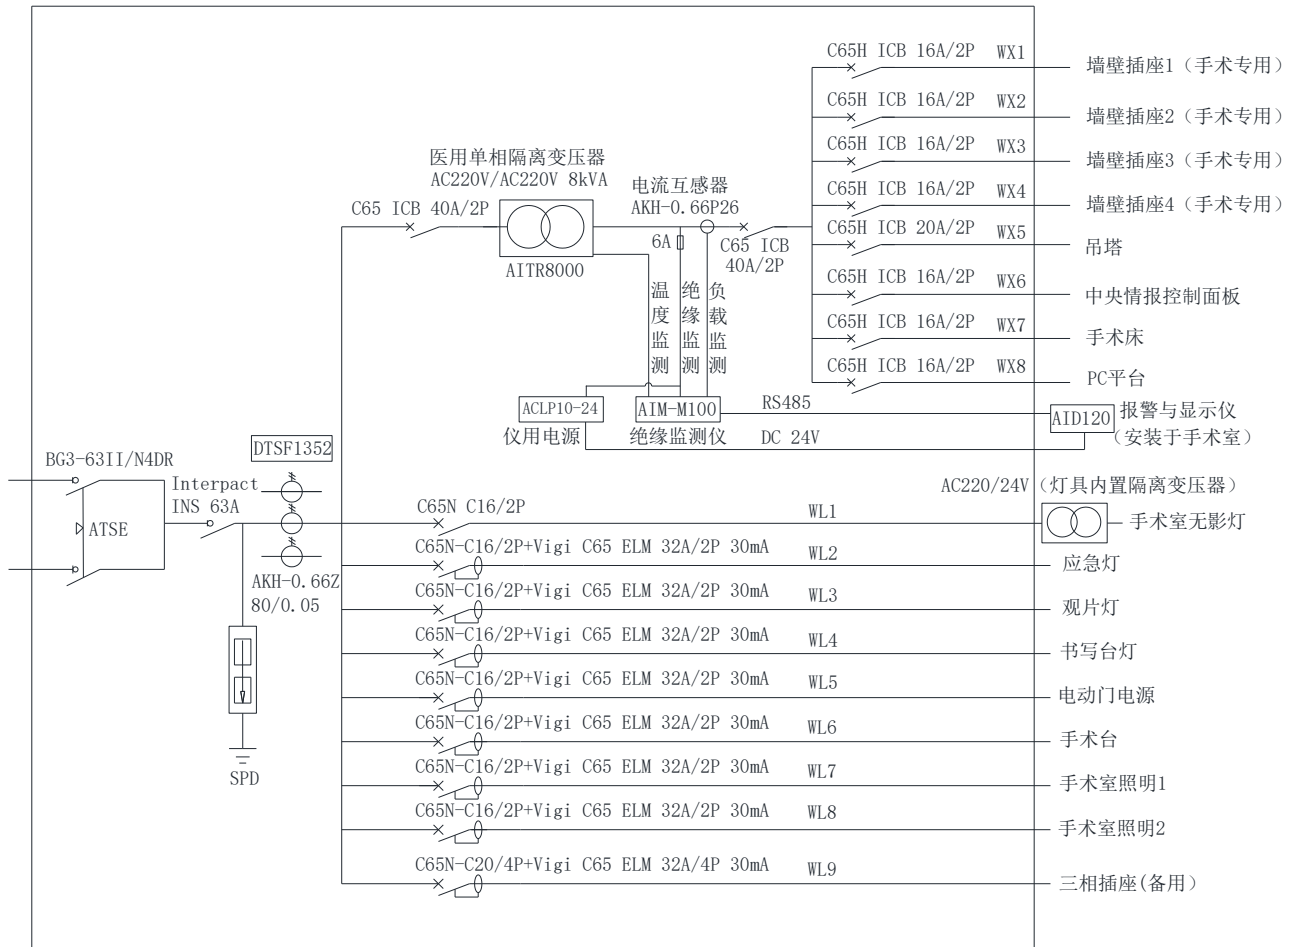 C65H ICB 16A/2P WX1
墙壁插座1（手术专用）
C65H ICB 16A/2P WX2
墙壁插座2（手术专用）
C65H ICB 16A/2P WX3
墙壁插座3（手术专用）
C65H ICB 16A/2P WX4
墙壁插座4（手术专用）
C65H ICB 20A/2P WX5
吊塔
C65H ICB 16A/2P WX6
中央情报控制面板
C65H ICB 16A/2P WX7
手术床
C65H ICB 16A/2P WX8
PC平台
医用单相隔离变压器
AC220V/AC220V 8kVA
C65 ICB 40A/2P
AITR8000
电流互感器
AKH-0.66P26
6A
C65 ICB
40A/2P
温度监测
绝缘监测
负载监测
ACLP10-24
仪用电源
AIM-M100
绝缘监测仪
RS485
DC 24V
AID120
报警与显示仪
（安装于手术室）
BG3-63II/N4DR
ATSE
Interpact
INS 63A
DTSF1352
AKH-0.66Z
80/0.05
SPD
AC220/24V（灯具内置隔离变压器）
C65N C16/2P WL1
手术室无影灯
C65N-C16/2P+Vigi C65 ELM 32A/2P 30mA WL2
应急灯
C65N-C16/2P+Vigi C65 ELM 32A/2P 30mA WL3
观片灯
C65N-C16/2P+Vigi C65 ELM 32A/2P 30mA WL4
书写台灯
C65N-C16/2P+Vigi C65 ELM 32A/2P 30mA WL5
电动门电源
C65N-C16/2P+Vigi C65 ELM 32A/2P 30mA WL6
手术台
C65N-C16/2P+Vigi C65 ELM 32A/2P 30mA WL7
手术室照明1
C65N-C16/2P+Vigi C65 ELM 32A/2P 30mA WL8
手术室照明2
C65N-C20/4P+Vigi C65 ELM 32A/4P 30mA WL9
三相插座(备用）